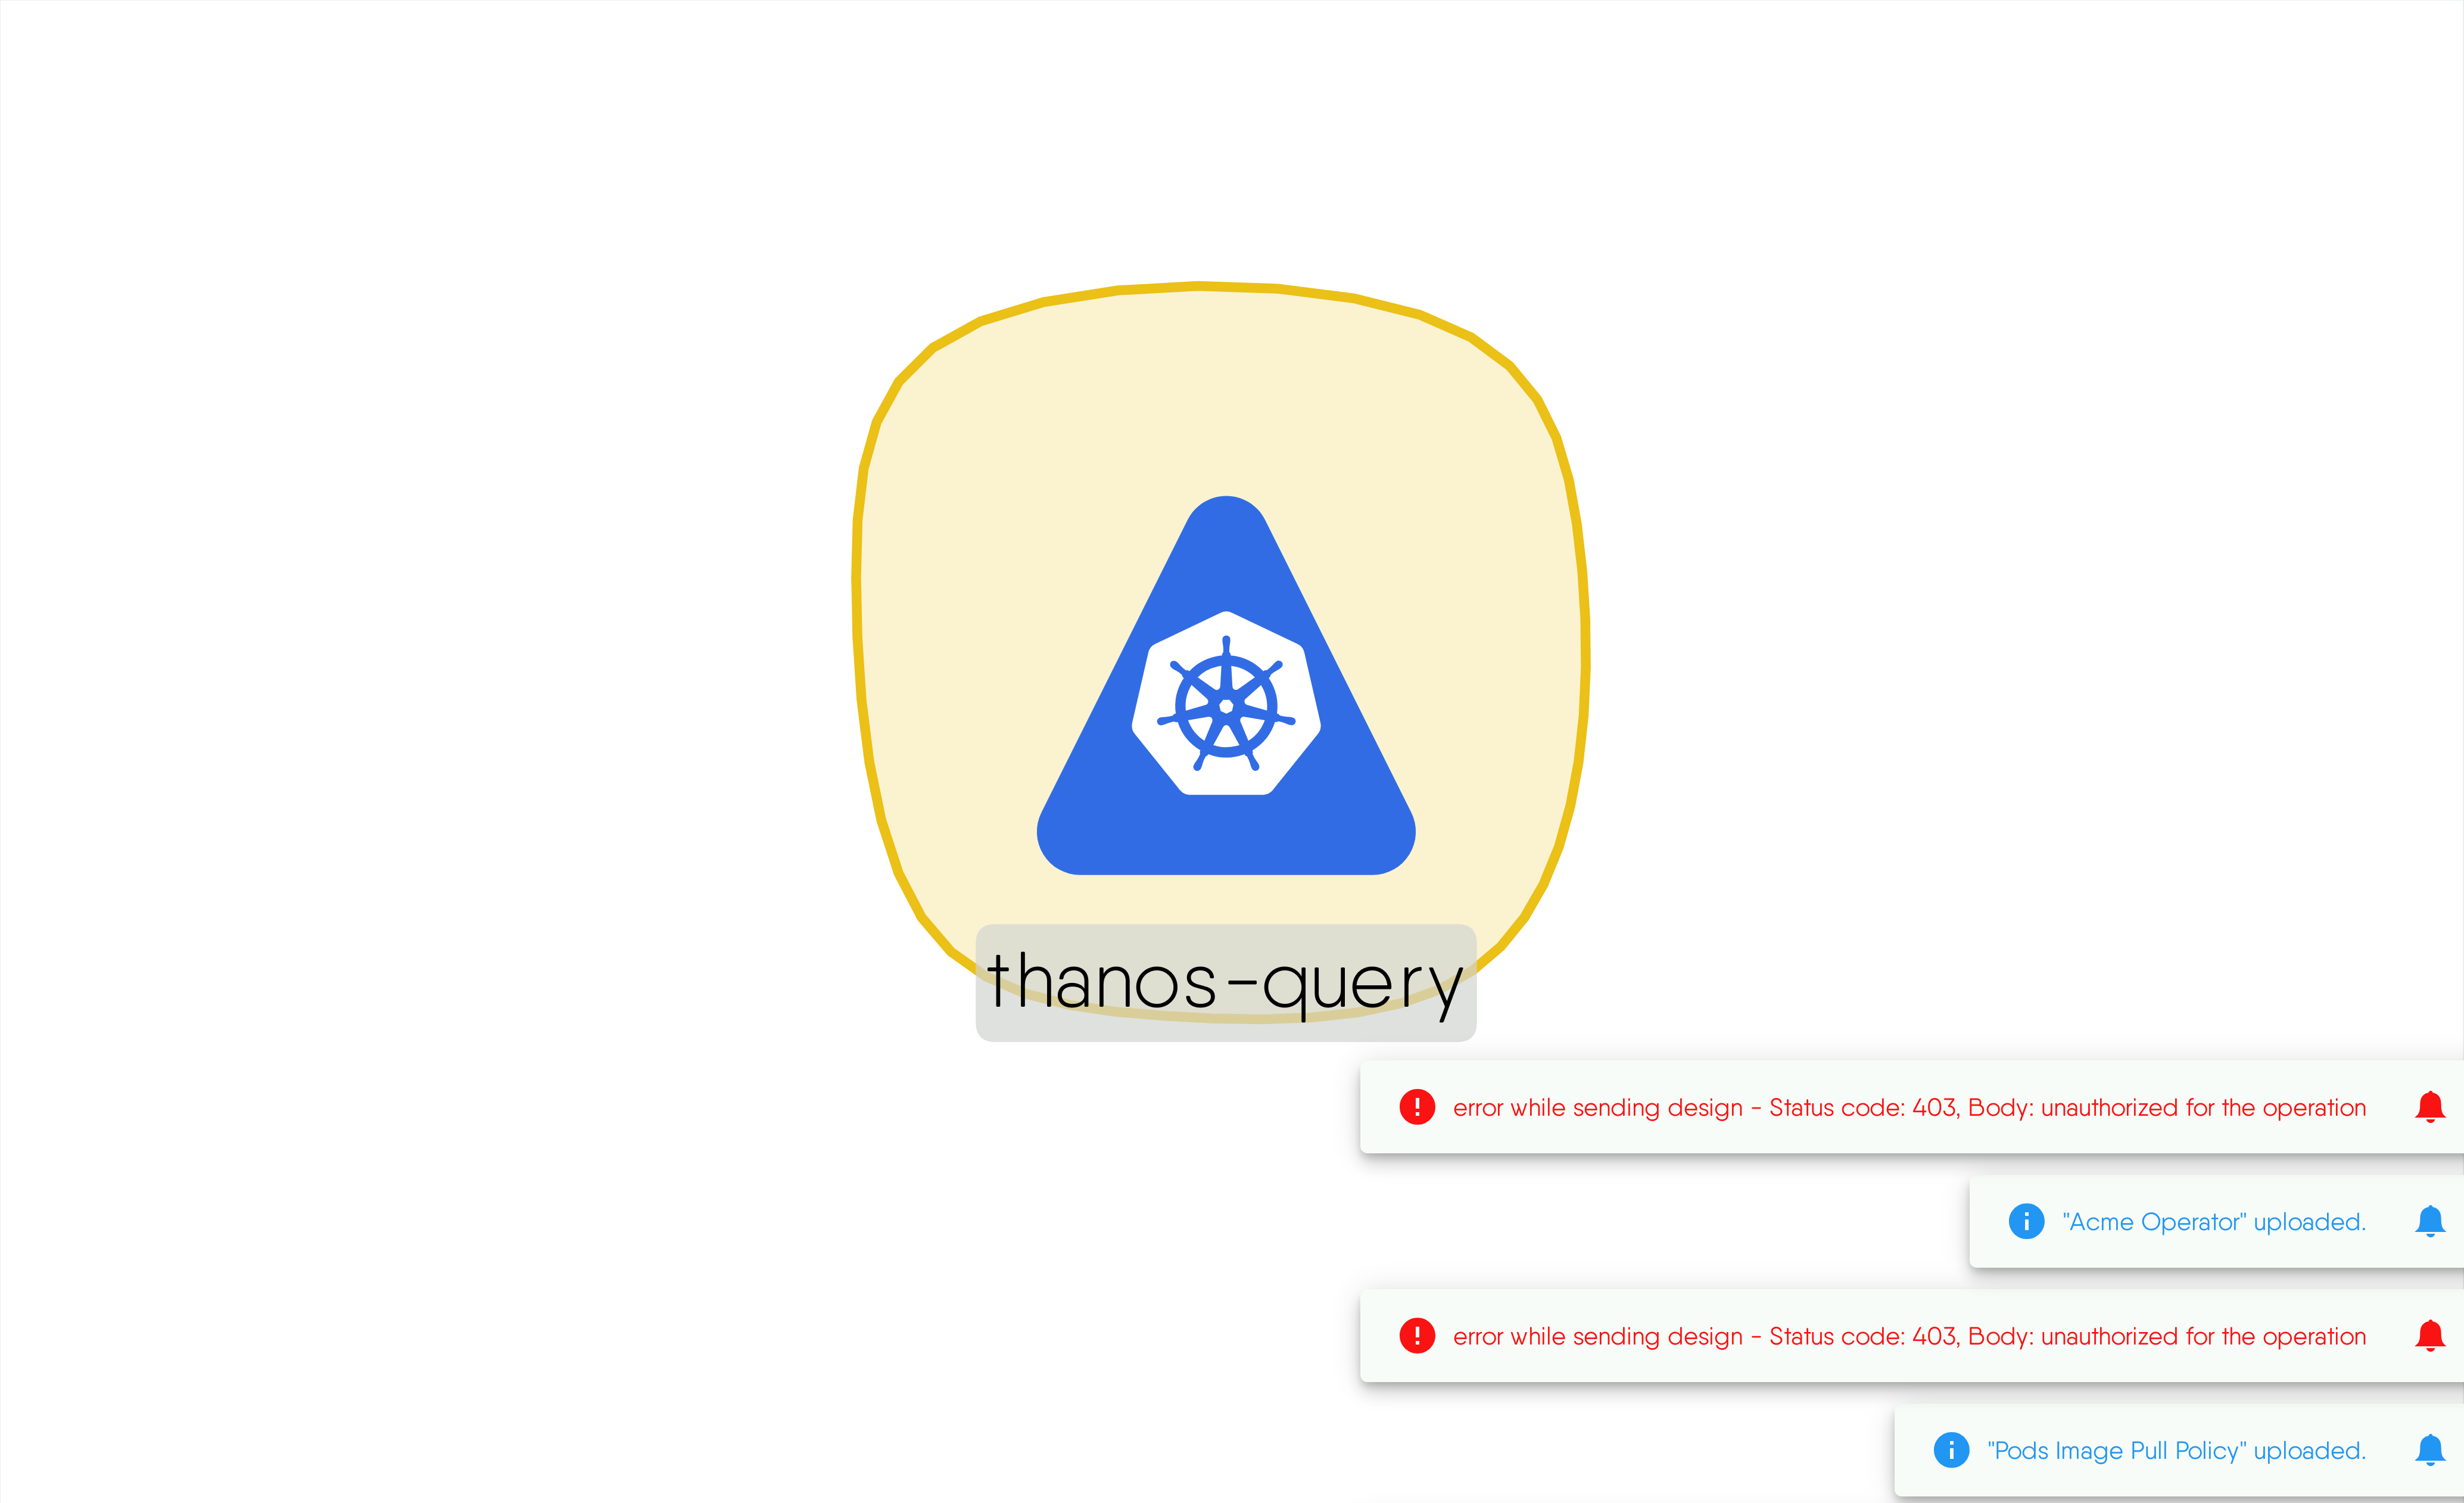 thanos-query
error while sending design - Status code: 403, Body: unauthorized for the operation
"Acme Operator" uploaded.
error while sending design - Status code: 403, Body: unauthorized for the operation
"Pods Image Pull Policy" uploaded.